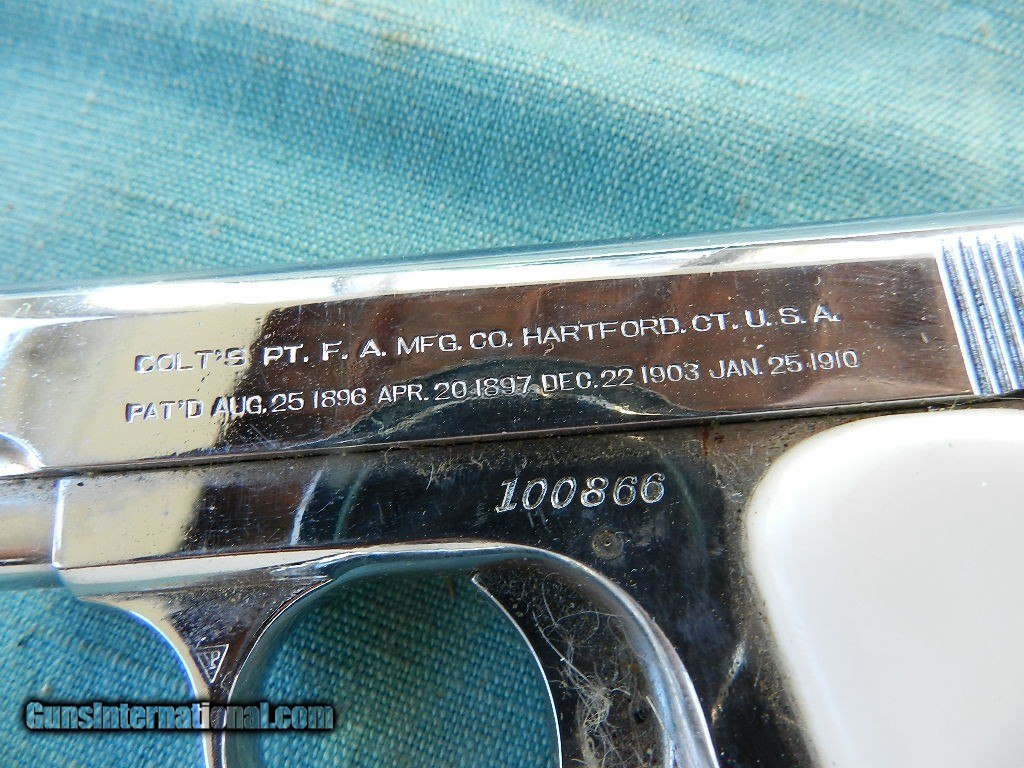 COLT'S PT. F. A. MFG. CO. HARTFORD. CT. U. S. A.
PAT'D AUG. 25 1896 APR. 20 1897 DEC. 22 1903 JAN. 25 1910
100866
VP
GunsInternational.com